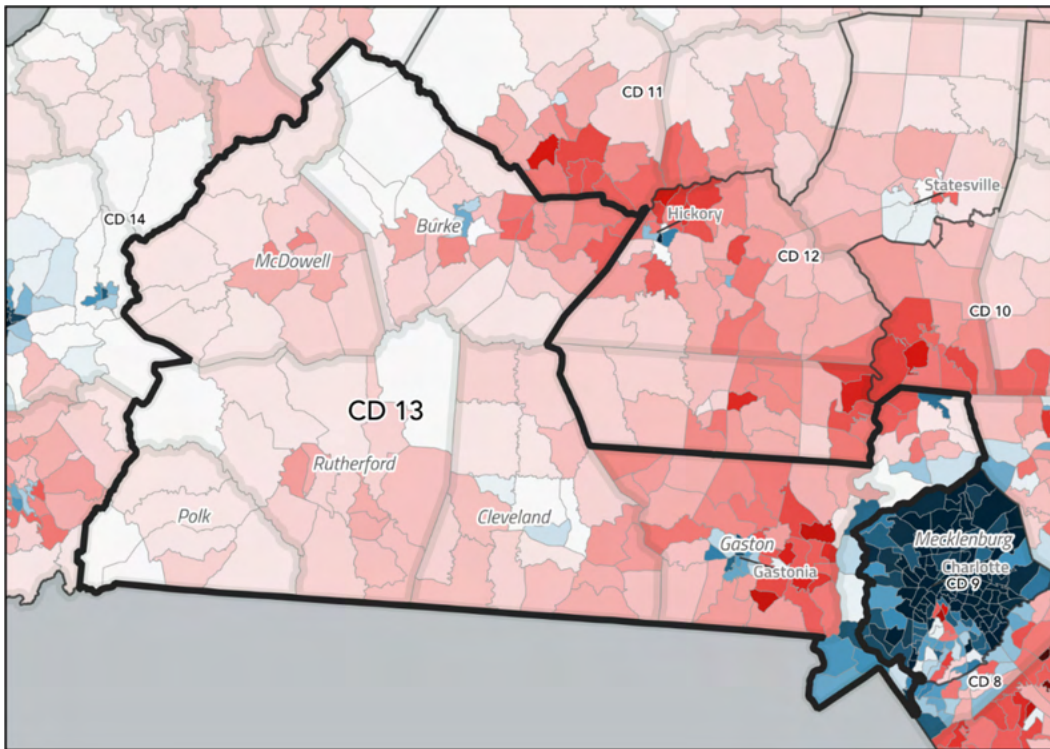 CD 11
Statesville
Hickory
CD 14
Burke
McDowell
CD 12
CD 10
CD 13
Rutherford
Polk
Cleveland
Gaston
Mecklenburg
Gastonia
Charlotte
CD 9
CD 8